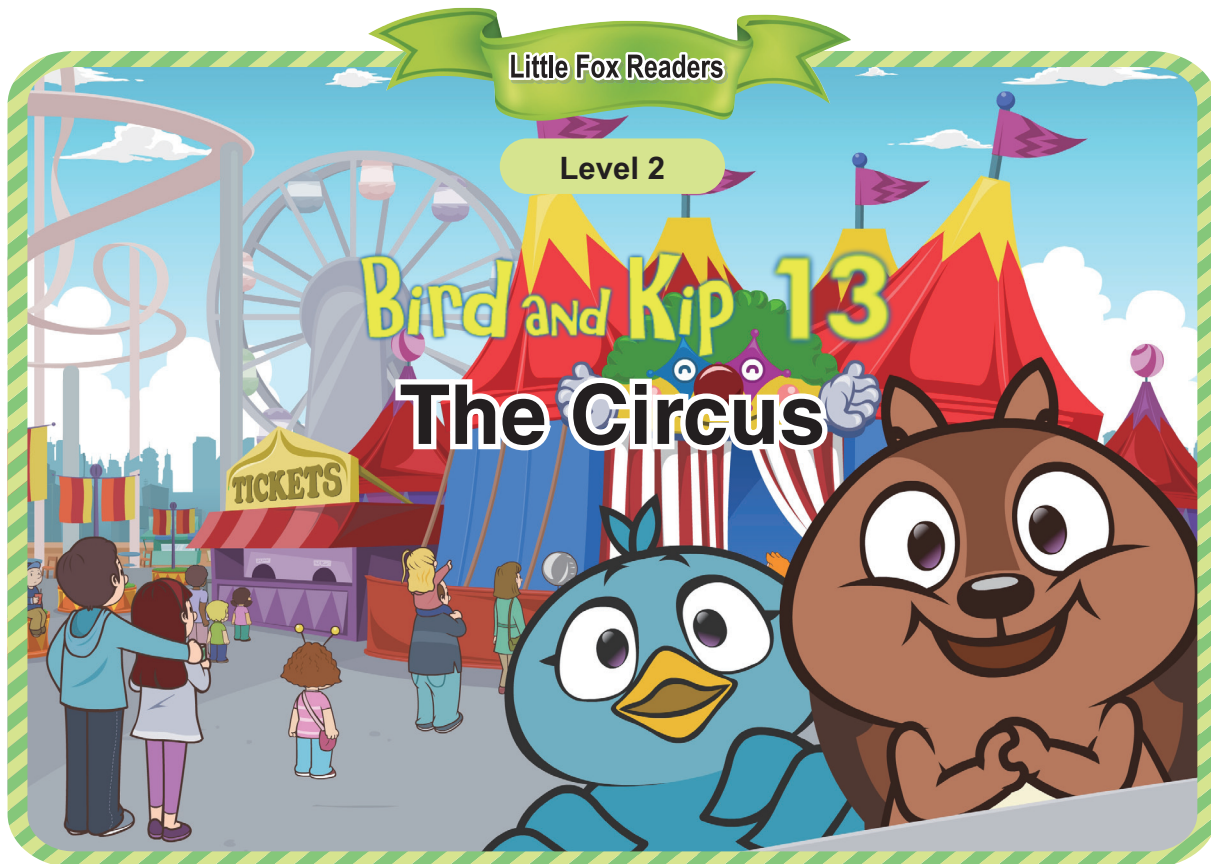 Little Fox Readers
Level 2
Bird and Kip 13
The Circus
TICKETS